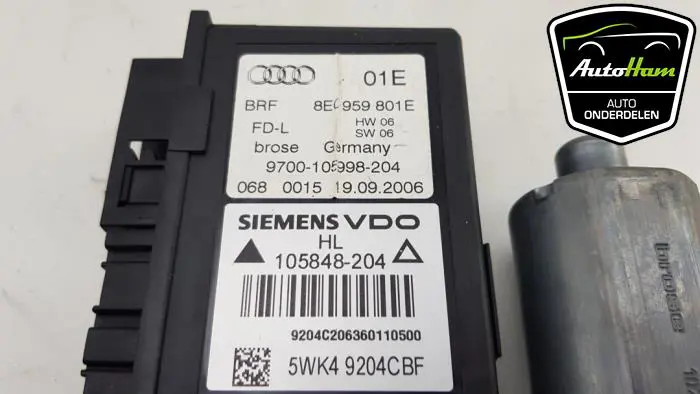 01E
BRF 8E0 959 801E
FD-L HW 06
SW 06
brose Germany
9700-105998-204
068 0015 19.09.2006
SIEMENS VDO
HL
105848-204
9204C206360110500
5WK4 9204CBF
AutoHam
AUTO
ONDERDELEN
brose